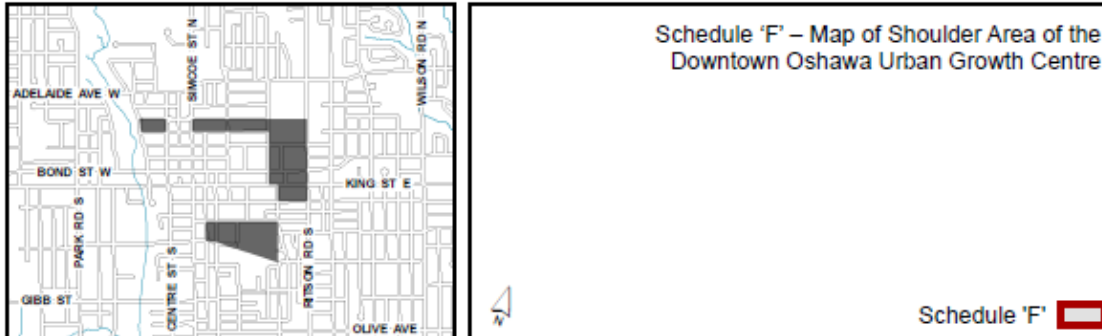 SIMCOE ST N
WILSON RD N
ADELAIDE AVE W
BOND ST W
KING ST E
PARK RD S
CENTRE ST S
RITSON RD S
GIBB ST
OLIVE AVE
Schedule ‘F’ – Map of Shoulder Area of the
Downtown Oshawa Urban Growth Centre
N
Schedule 'F'